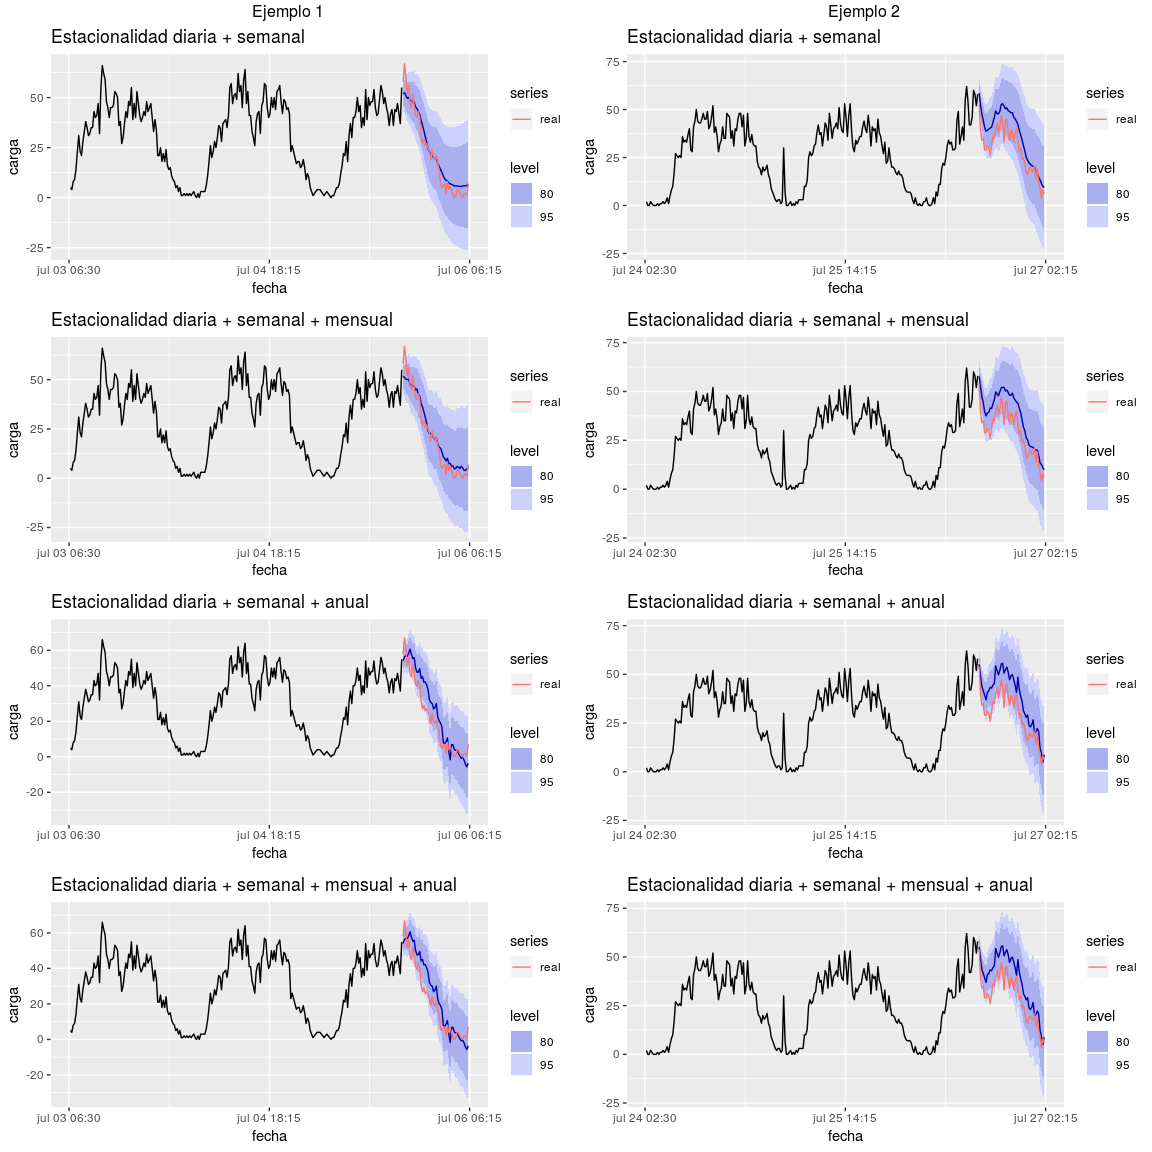 Ejemplo 1
Ejemplo 2
Estacionalidad diaria + semanal
50
25
0
-25
carga
jul 03 06:30
jul 04 18:15
jul 06 06:15
fecha
series
real
level
80
95
Estacionalidad diaria + semanal
75
50
25
0
-25
carga
jul 24 02:30
jul 25 14:15
jul 27 02:15
fecha
series
real
level
80
95
Estacionalidad diaria + semanal + mensual
50
25
0
-25
carga
jul 03 06:30
jul 04 18:15
jul 06 06:15
fecha
series
real
level
80
95
Estacionalidad diaria + semanal + mensual
75
50
25
0
-25
carga
jul 24 02:30
jul 25 14:15
jul 27 02:15
fecha
series
real
level
80
95
Estacionalidad diaria + semanal + anual
60
40
20
0
-20
carga
jul 03 06:30
jul 04 18:15
jul 06 06:15
fecha
series
real
level
80
95
Estacionalidad diaria + semanal + anual
75
50
25
0
-25
carga
jul 24 02:30
jul 25 14:15
jul 27 02:15
fecha
series
real
level
80
95
Estacionalidad diaria + semanal + mensual + anual
60
40
20
0
-20
carga
jul 03 06:30
jul 04 18:15
jul 06 06:15
fecha
series
real
level
80
95
Estacionalidad diaria + semanal + mensual + anual
75
50
25
0
-25
carga
jul 24 02:30
jul 25 14:15
jul 27 02:15
fecha
series
real
level
80
95